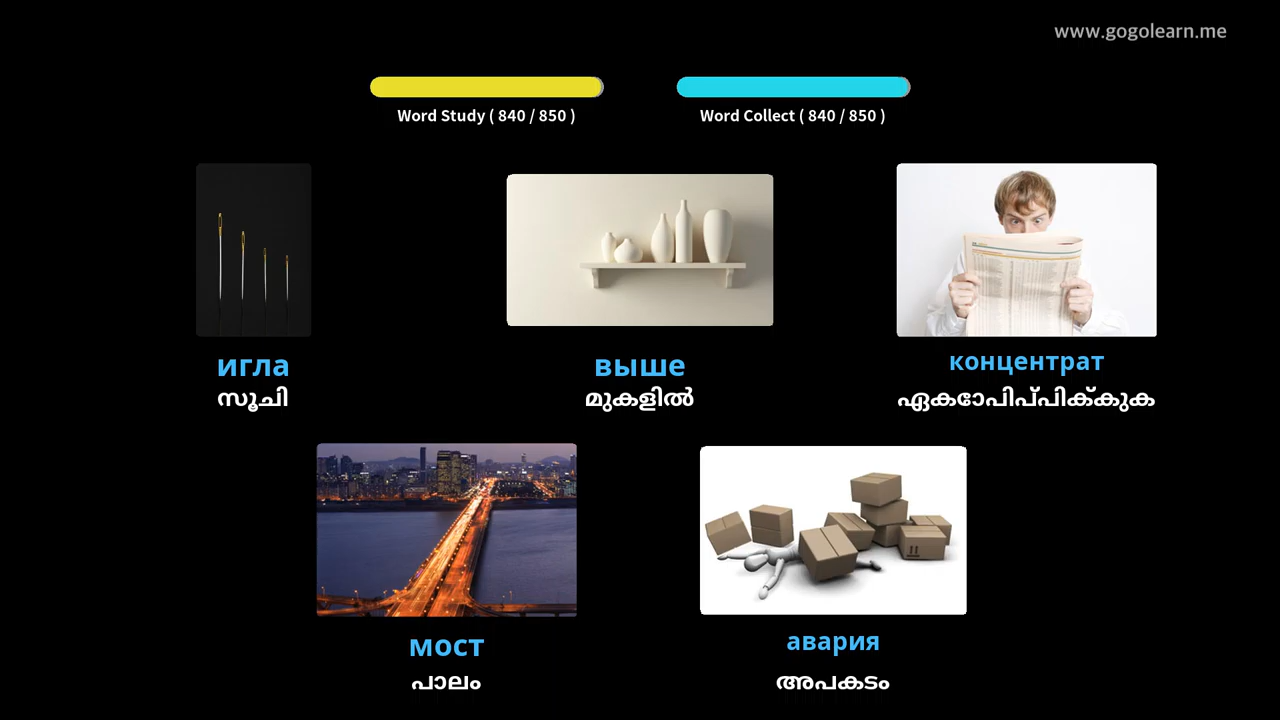 www.gogolearn.me
Word Study ( 840 / 850 )
Word Collect ( 840 / 850 )
игла
സൂചി
выше
മുകളിൽ
концентрат
ഏകോപിപ്പിക്കുക
мост
പാലം
авария
അപകടം